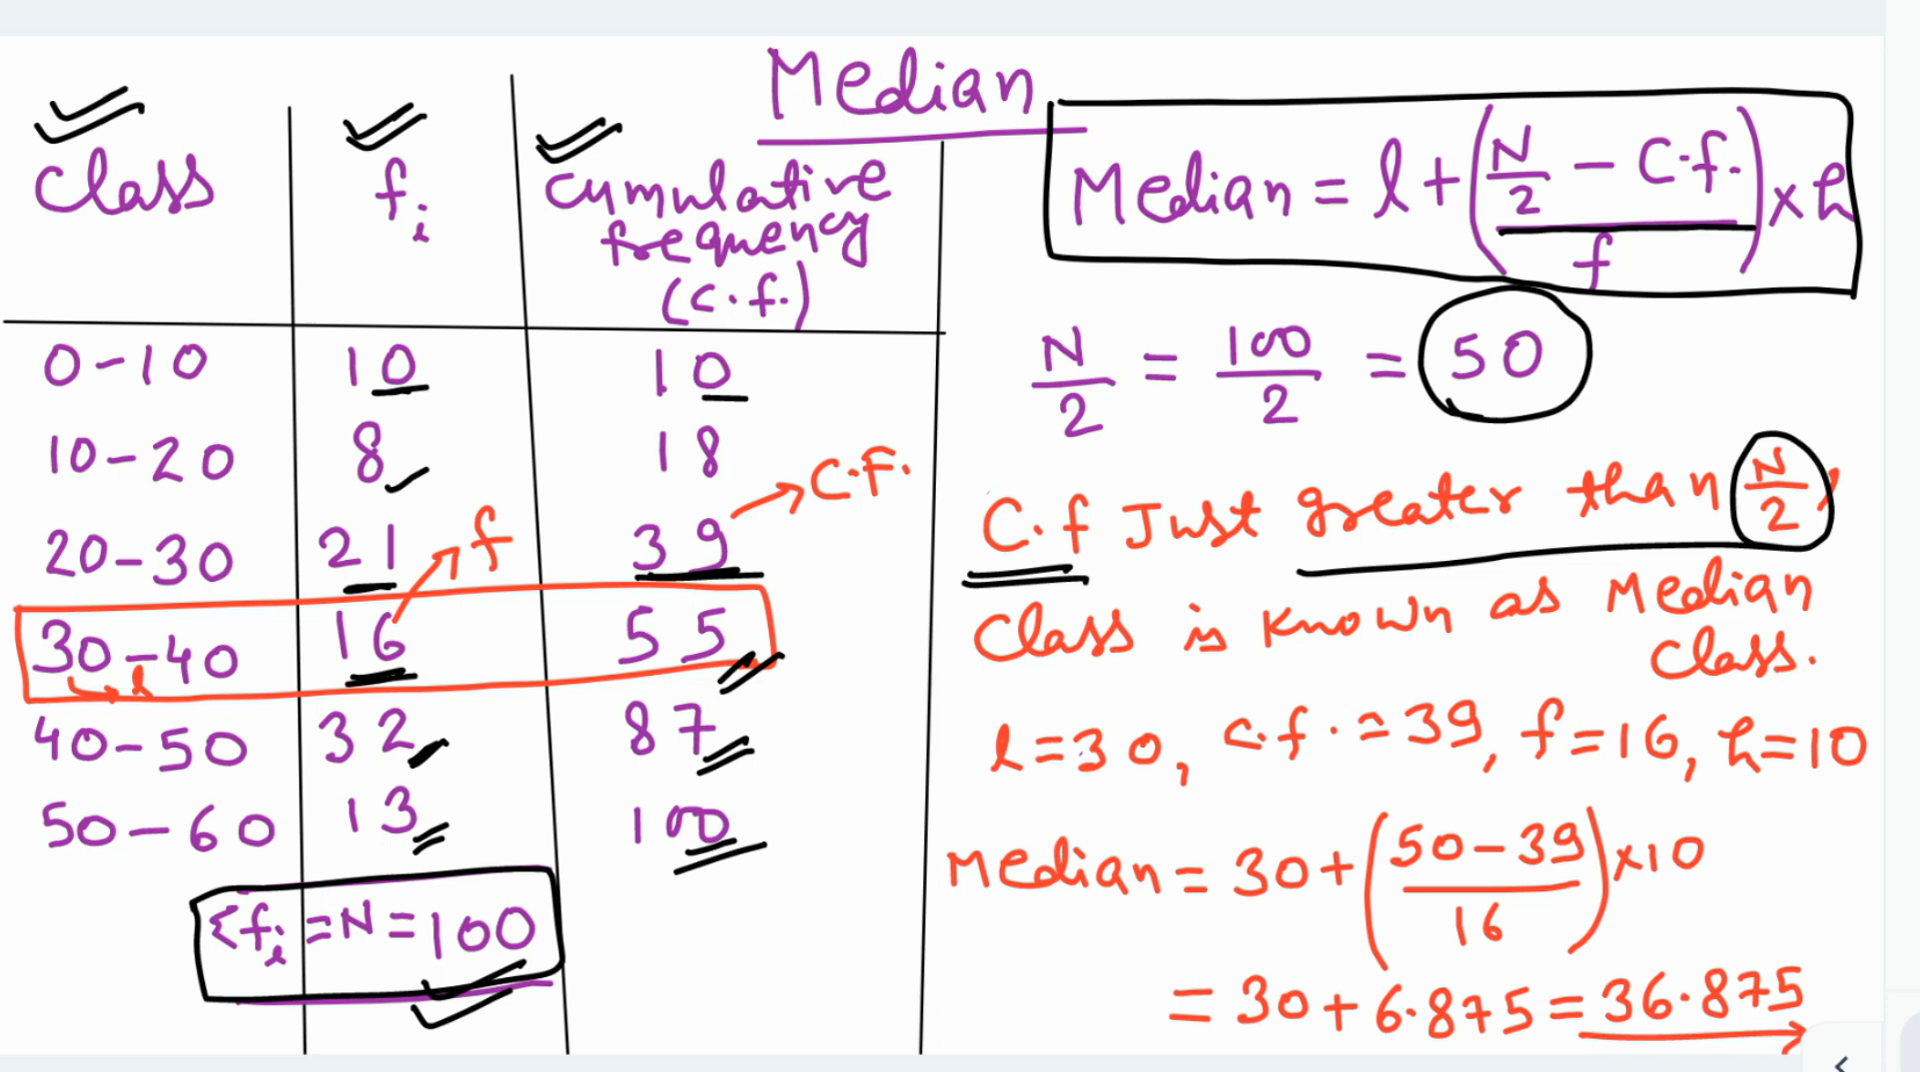 Median
Class fi Cumulative frequency (C.f.)
0-10 10 10
10-20 8 18
20-30 21 39
30-40 16 55
40-50 32 87
50-60 13 100
Σfi = N = 100
f
C.F.
l
Median = l + (N/2 - C.f. / f) × h
N/2 = 100/2 = 50
C.f Just greater than N/2,
Class is known as Median
Class.
l=30, c.f.=39, f=16, h=10
Median = 30+(50-39/16)×10
= 30+6.875=36.875